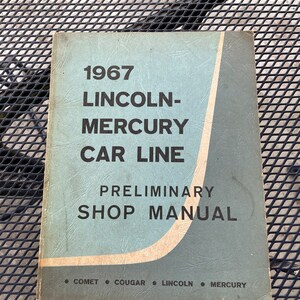 1967
LINCOLN-
MERCURY
CAR LINE
PRELIMINARY
SHOP MANUAL
• COMET • COUGAR • LINCOLN • MERCURY